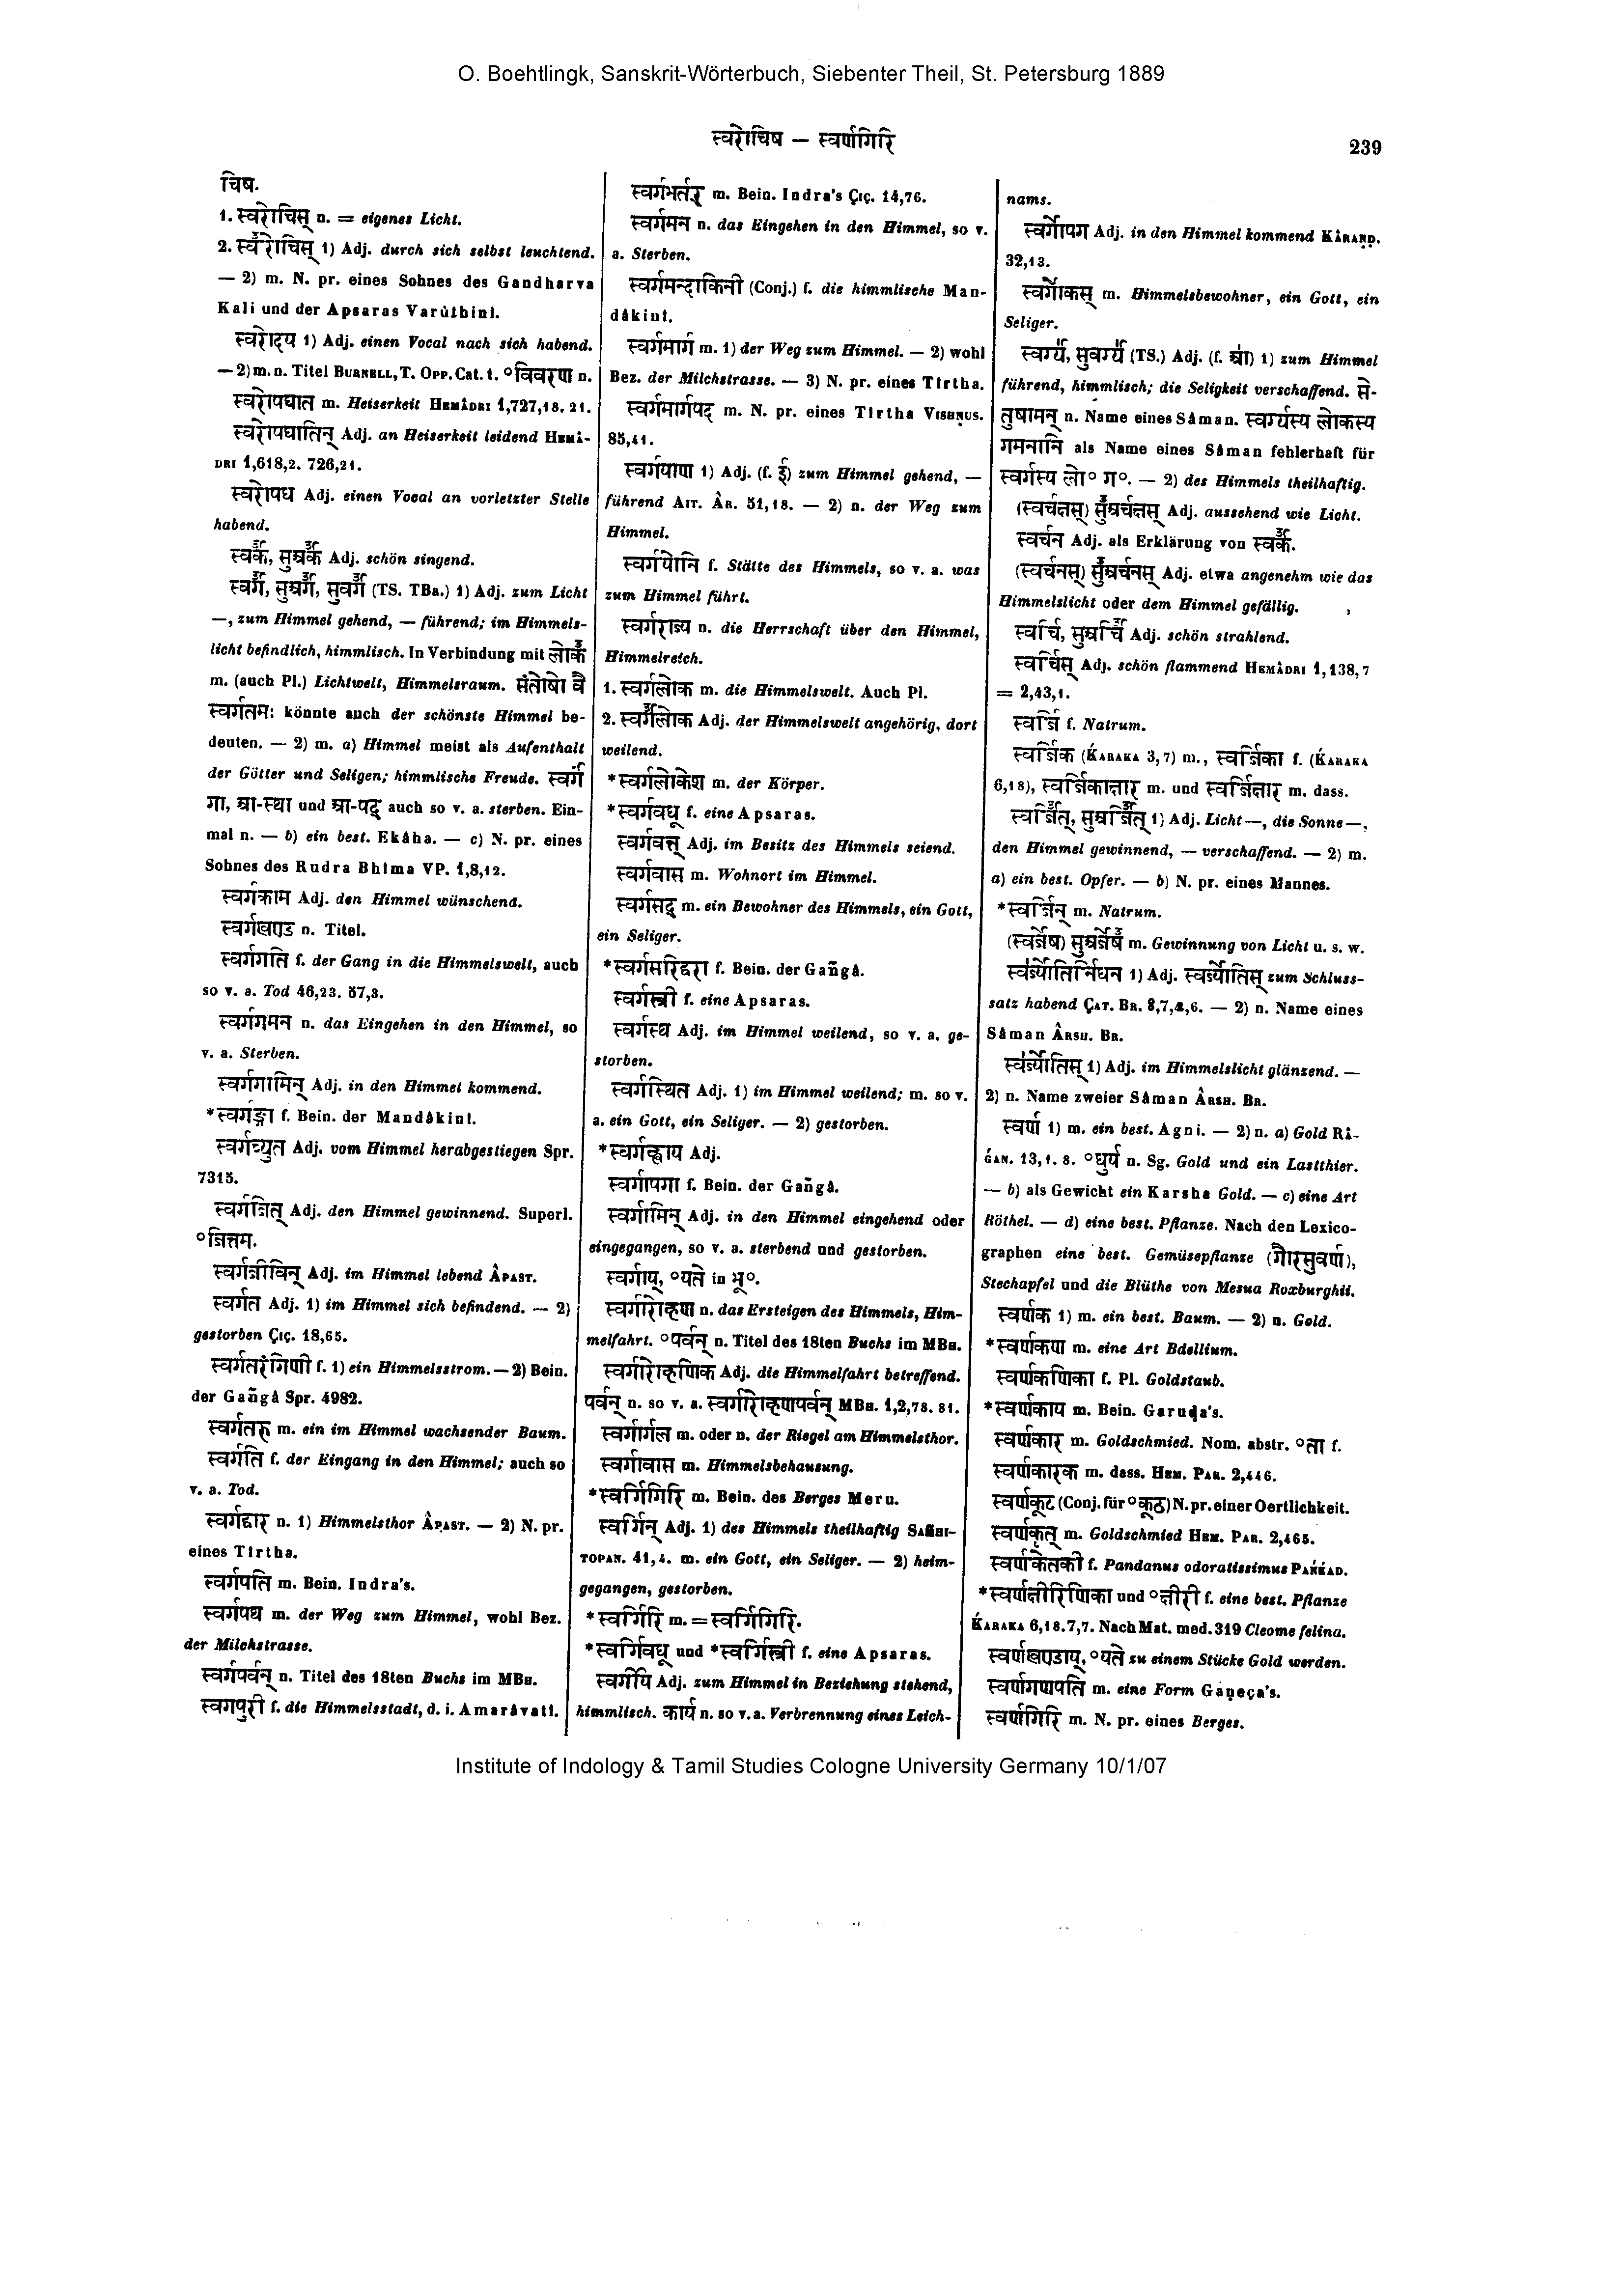 O. Boehtlingk, Sanskrit-Wörterbuch, Siebenter Theil, St. Petersburg 1889
स्वरोचिष — स्वर्णगिरि
239
चिष.
1. स्वरोचिस् n. = eigenes Licht.
2. स्वरोचिस् 1) Adj. durch sich selbst leuchtend.
— 2) m. N. pr. eines Sohnes des Gandharva
Kali und der Apsaras Varûthinî.
स्वरोदय 1) Adj. einen Vocal nach sich habend.
— 2) m. n. Titel BURNELL, T. OPP. Cat. 1. °विवरण n.
स्वरोपघात m. Heiserkeit HEMÂDRI 1,727,18. 21.
स्वरोपघातिन् Adj. an Heiserkeit leidend HEMÂ-
DRI 1,618,2. 726,21.
स्वरोपध Adj. einen Vocal an vorletzter Stelle
habend.
स्वर्क, सुअर्क Adj. schön singend.
स्वर्ग, सुअर्ग, सुवर्ग (TS. TBR.) 1) Adj. zum Licht
—, zum Himmel gehend, — führend; im Himmels-
licht befindlich, himmlisch. In Verbindung mit लोक
m. (auch Pl.) Lichtwelt, Himmelsraum. संतोषो वै
स्वर्गतमः könnte auch der schönste Himmel be-
deuten. — 2) m. a) Himmel meist als Aufenthalt
der Götter und Seligen; himmlische Freude. स्वर्गं
गा, आ-स्था und आ-पद् auch so v. a. sterben. Ein-
mal n. — b) ein best. Ekâha. — c) N. pr. eines
Sohnes des Rudra Bhîma VP. 1,8,12.
स्वर्गकाम Adj. den Himmel wünschend.
स्वर्गखण्ड n. Titel.
स्वर्गगति f. der Gang in die Himmelswelt, auch
so v. a. Tod 46,23. 57,3.
स्वर्गगमन n. das Eingehen in den Himmel, so
v. a. Sterben.
स्वर्गगामिन् Adj. in den Himmel kommend.
*स्वर्गङ्गा f. Bein. der Mandâkinî.
स्वर्गच्युत Adj. vom Himmel herabgestiegen Spr.
7315.
स्वर्गजित् Adj. den Himmel gewinnend. Superl.
°जित्तम.
स्वर्गजीविन् Adj. im Himmel lebend ÂPAST.
स्वर्गत Adj. 1) im Himmel sich befindend. — 2)
gestorben ÇIÇ. 18,65.
स्वर्गतरंगिणी f. 1) ein Himmelsstrom. — 2) Bein.
der Gañgâ Spr. 4982.
स्वर्गतरु m. ein im Himmel wachsender Baum.
स्वर्गति f. der Eingang in den Himmel; auch so
v. a. Tod.
स्वर्गद्वार n. 1) Himmelsthor ÂPAST. — 2) N. pr.
eines Tîrtha.
स्वर्गपति m. Bein. Indra's.
स्वर्गपथ m. der Weg zum Himmel, wohl Bez.
der Milchstrasse.
स्वर्गपर्वन् n. Titel des 18ten Buchs im MBH.
स्वर्गपुरी f. die Himmelsstadt, d. i. Amarâvatî.
स्वर्गभर्तर् m. Bein. Indra's ÇIÇ. 14,76.
स्वर्गमन n. das Eingehen in den Himmel, so v.
a. Sterben.
स्वर्गमन्दाकिनी (Conj.) f. die himmlische Man-
dâkinî.
स्वर्गमार्ग m. 1) der Weg zum Himmel. — 2) wohl
Bez. der Milchstrasse. — 3) N. pr. eines Tîrtha.
स्वर्गमार्गपद m. N. pr. eines Tîrtha VISHṆUS.
85,41.
स्वर्गयाण 1) Adj. (f. ई) zum Himmel gehend, —
führend AIT. ÂR. 51,18. — 2) n. der Weg zum
Himmel.
स्वर्गयोनि f. Stätte des Himmels, so v. a. was
zum Himmel führt.
स्वर्गराज्य n. die Herrschaft über den Himmel,
Himmelreich.
1. स्वर्गलोक m. die Himmelswelt. Auch Pl.
2. स्वर्गलोक Adj. der Himmelswelt angehörig, dort
weilend.
*स्वर्गलोकेश m. der Körper.
*स्वर्गवधू f. eine Apsaras.
स्वर्गवत् Adj. im Besitz des Himmels seiend.
स्वर्गवास m. Wohnort im Himmel.
स्वर्गसद् m. ein Bewohner des Himmels, ein Gott,
ein Seliger.
*स्वर्गसरिद्वरा f. Bein. der Gañgâ.
स्वर्गस्त्री f. eine Apsaras.
स्वर्गस्थ Adj. im Himmel weilend, so v. a. ge-
storben.
स्वर्गस्थित Adj. 1) im Himmel weilend; m. so v.
a. ein Gott, ein Seliger. — 2) gestorben.
*स्वर्गह्वाय Adj.
स्वर्गापगा f. Bein. der Gañgâ.
स्वर्गामिन् Adj. in den Himmel eingehend oder
eingegangen, so v. a. sterbend und gestorben.
स्वर्गाय्, °यते in भू°.
स्वर्गारोहण n. das Ersteigen des Himmels, Him-
melfahrt. °पर्वन् n. Titel des 18ten Buchs im MBH.
स्वर्गारोहणिक Adj. die Himmelfahrt betreffend.
पर्वन् n. so v. a. स्वर्गारोहणपर्वन् MBH. 1,2,78. 81.
स्वर्गार्गल m. oder n. der Riegel am Himmelsthor.
स्वर्गावास m. Himmelsbehausung.
*स्वर्गिगिरि m. Bein. des Berges Meru.
स्वर्गिन् Adj. 1) des Himmels theilhaftig SAṂHI-
TOPAN. 41,4. m. ein Gott, ein Seliger. — 2) heim-
gegangen, gestorben.
*स्वर्गिरि m. = स्वर्गिगिरि.
*स्वर्गिवधू und *स्वर्गिस्त्री f. eine Apsaras.
स्वर्गीय Adj. zum Himmel in Beziehung stehend,
himmlisch. कार्य n. so v. a. Verbrennung eines Leich-
nams.
स्वर्गोपग Adj. in den Himmel kommend KÂRAṆḌ.
32,13.
स्वर्गौकस् m. Himmelsbewohner, ein Gott, ein
Seliger.
स्वर्ग्य, सुवर्ग्य (TS.) Adj. (f. आ) 1) zum Himmel
führend, himmlisch; die Seligkeit verschaffend. से-
तुषामन् n. Name eines Sâman. स्वर्ग्यस्य लोकस्य
गमनानि als Name eines Sâman fehlerhaft für
स्वर्गस्य लो° ग°. — 2) des Himmels theilhaftig.
(स्वर्चक्षस्) सुअर्चक्षस् Adj. aussehend wie Licht.
स्वर्चन Adj. als Erklärung von स्वर्क.
(स्वर्चनस्) सुअर्चनस् Adj. etwa angenehm wie das
Himmelslicht oder dem Himmel gefällig.
स्वर्चि, सुअर्चि Adj. schön strahlend.
स्वर्चिस् Adj. schön flammend HEMÂDRI 1,138,7
= 2,43,1.
स्वर्जि f. Natrum.
स्वर्जिक (ḰARAKA 3,7) m., स्वर्जिका f. (ḰARAKA
6,18), स्वर्जिकाक्षार m. und स्वर्जिक्षार m. dass.
स्वर्जित्, सुअर्जित् 1) Adj. Licht —, die Sonne —,
den Himmel gewinnend, — verschaffend. — 2) m.
a) ein best. Opfer. — b) N. pr. eines Mannes.
*स्वर्जिन् m. Natrum.
(स्वर्जेष) सुअर्जेष m. Gewinnung von Licht u. s. w.
स्वर्ज्योतिर्निधन 1) Adj. स्वर्ज्योतिस् zum Schluss-
satz habend ÇAT. BR. 8,7,4,6. — 2) n. Name eines
Sâman ÂRSH. BR.
स्वर्ज्योतिस् 1) Adj. im Himmelslicht glänzend. —
2) n. Name zweier Sâman ÂRSH. BR.
स्वर्ण 1) m. ein best. Agni. — 2) n. a) Gold RÂ-
ǴAN. 13,1. 8. °धुर्य n. Sg. Gold und ein Lastthier.
— b) als Gewicht ein Karsha Gold. — c) eine Art
Röthel. — d) eine best. Pflanze. Nach den Lexico-
graphen eine best. Gemüsepflanze (गौरसुवर्ण),
Stechapfel und die Blüthe von Mesua Roxburghii.
स्वर्णक 1) m. ein best. Baum. — 2) n. Gold.
*स्वर्णकण m. eine Art Bdellium.
स्वर्णकणिका f. Pl. Goldstaub.
*स्वर्णकाय m. Bein. Garuḍa's.
स्वर्णकार m. Goldschmied. Nom. abstr. °ता f.
स्वर्णकारक m. dass. HEM. PAR. 2,446.
स्वर्णकूट (Conj. für °कूठ) N. pr. einer Oertlichkeit.
स्वर्णकृत् m. Goldschmied HEM. PAR. 2,465.
स्वर्णकेतकी f. Pandanus odoratissimus PAŃḰAD.
*स्वर्णक्षीरिणिका und °क्षीरी f. eine best. Pflanze
ḰARAKA 6,18. 7,7. Nach Mat. med. 319 Cleome felina.
स्वर्णखण्डाय्, °यते zu einem Stücke Gold werden.
स्वर्णगणपति m. eine Form Gaṇeça's.
स्वर्णगिरि m. N. pr. eines Berges.
Institute of Indology & Tamil Studies Cologne University Germany 10/1/07